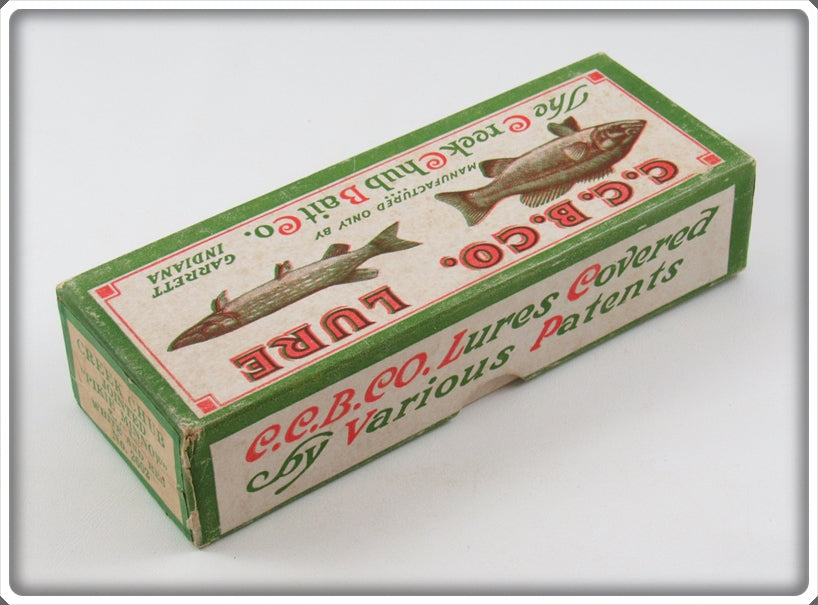 C.C.B.CO. LURE
MANUFACTURED ONLY BY
The Creek Chub Bait Co.
GARRETT
INDIANA
C.C.B.CO. Lures Covered
by Various Patents
CREEK CHUB